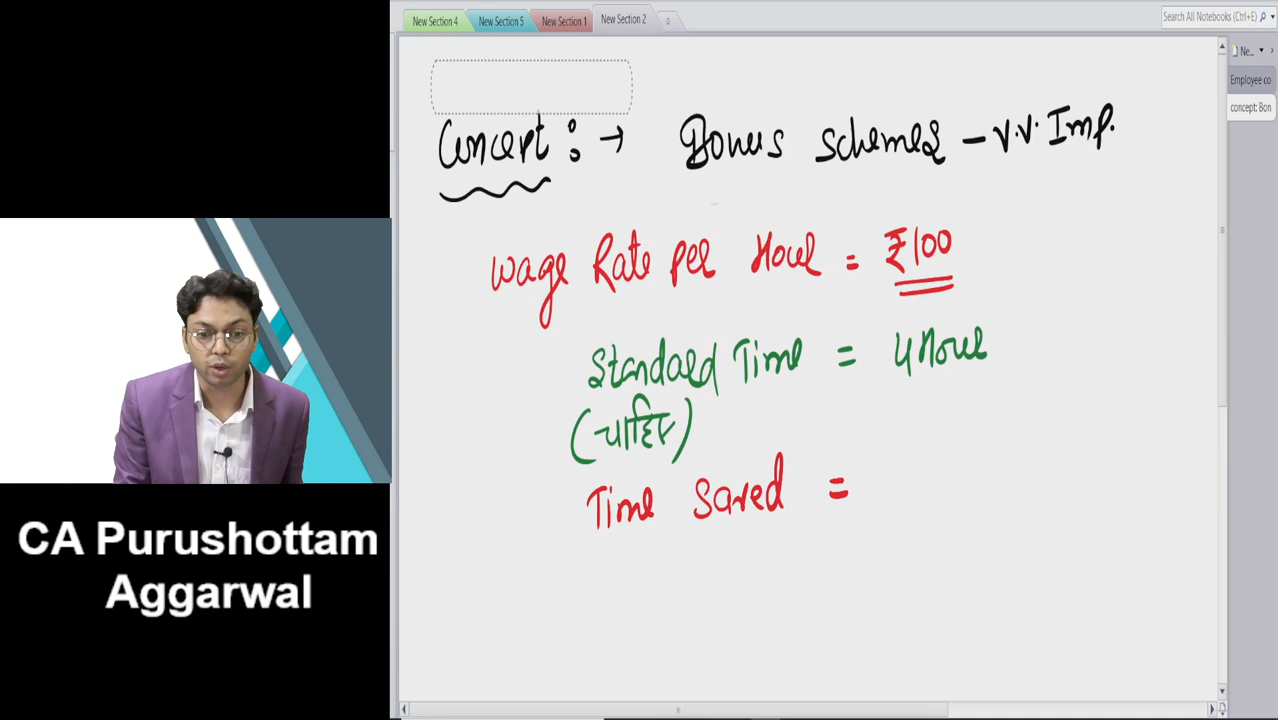 New Section 4 New Section 5 New Section 1 New Section 2
Search All Notebooks (Ctrl+E)
Ne...
Employee co
concept: Bon
Concept :→ Bonus Schemes - V.V. Imp.
Wage Rate Per Hour = ₹100
Standard Time = 4 Hour
(चाहिए)
Time Saved =
CA Purushottam
Aggarwal